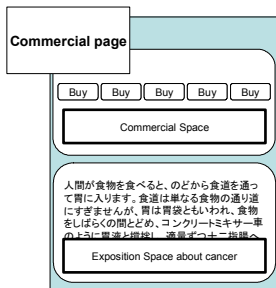 Commercial page
Buy Buy Buy Buy Buy
Commercial Space
人間が食物を食べると、のどから食道を通っ
て胃に入ります。食道は単なる食物の通り道
にすぎませんが、胃は胃袋ともいわれ、食物
をしばらくの間とどめ、コンクリートミキサー車
のように胃液と撹拌し、適量ずつ十二指腸へ
Exposition Space about cancer